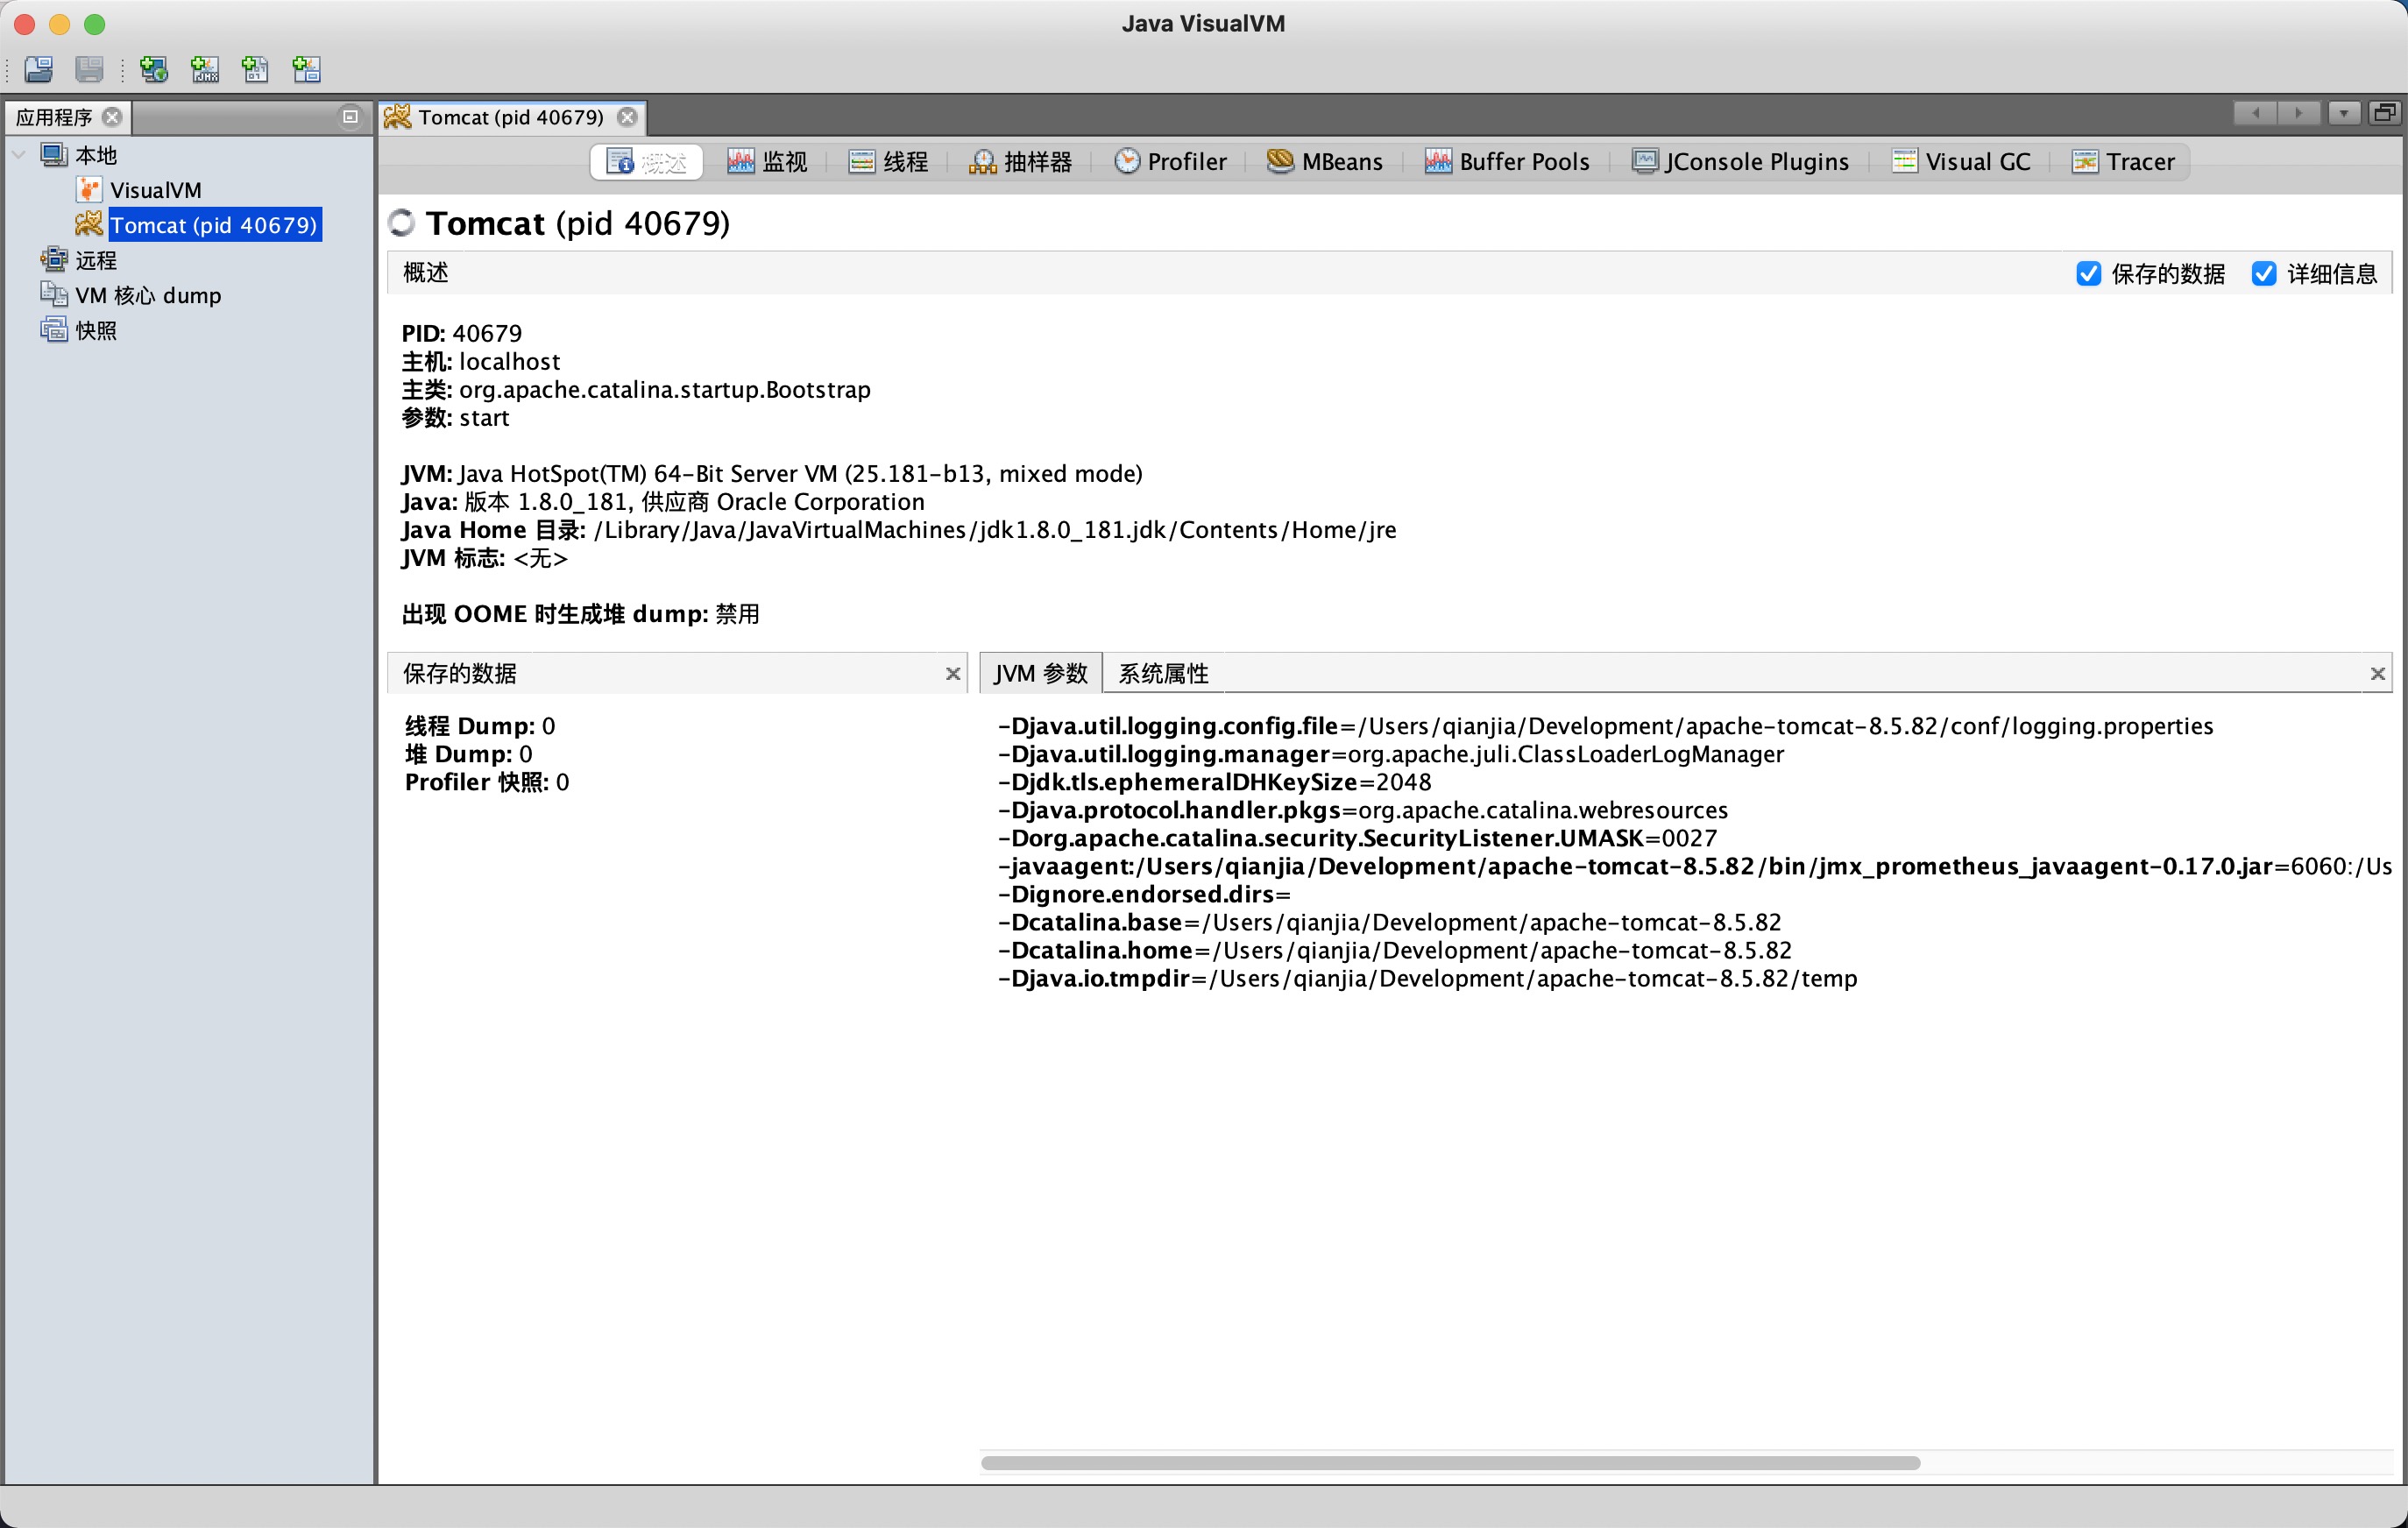 Java VisualVM
应用程序
Tomcat (pid 40679)
本地
VisualVM
Tomcat (pid 40679)
远程
VM 核心 dump
快照
概述
监视
线程
抽样器
Profiler
MBeans
Buffer Pools
JConsole Plugins
Visual GC
Tracer
Tomcat (pid 40679)
概述
保存的数据
详细信息
PID: 40679
主机: localhost
主类: org.apache.catalina.startup.Bootstrap
参数: start
JVM: Java HotSpot(TM) 64-Bit Server VM (25.181-b13, mixed mode)
Java: 版本 1.8.0_181, 供应商 Oracle Corporation
Java Home 目录: /Library/Java/JavaVirtualMachines/jdk1.8.0_181.jdk/Contents/Home/jre
JVM 标志: <无>
出现 OOME 时生成堆 dump: 禁用
保存的数据
线程 Dump: 0
堆 Dump: 0
Profiler 快照: 0
JVM 参数
系统属性
-Djava.util.logging.config.file=/Users/qianjia/Development/apache-tomcat-8.5.82/conf/logging.properties
-Djava.util.logging.manager=org.apache.juli.ClassLoaderLogManager
-Djdk.tls.ephemeralDHKeySize=2048
-Djava.protocol.handler.pkgs=org.apache.catalina.webresources
-Dorg.apache.catalina.security.SecurityListener.UMASK=0027
-javaagent:/Users/qianjia/Development/apache-tomcat-8.5.82/bin/jmx_prometheus_javaagent-0.17.0.jar=6060:/Us
-Dignore.endorsed.dirs=
-Dcatalina.base=/Users/qianjia/Development/apache-tomcat-8.5.82
-Dcatalina.home=/Users/qianjia/Development/apache-tomcat-8.5.82
-Djava.io.tmpdir=/Users/qianjia/Development/apache-tomcat-8.5.82/temp